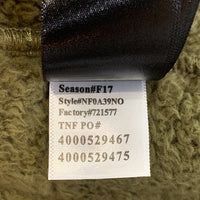 Season#F17
Style#NF0A39NO
Factory#721577
TNF PO#
4000529467
4000529475